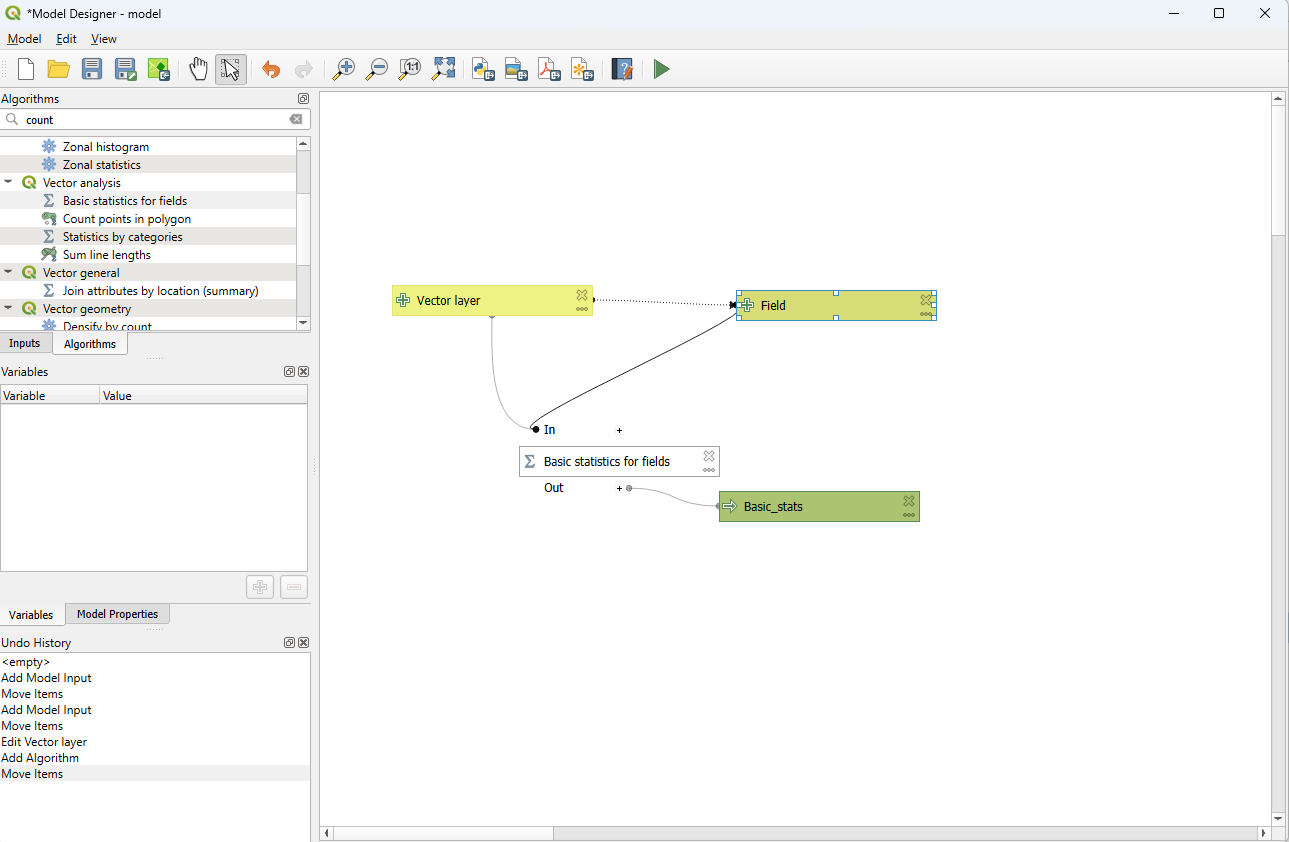 *Model Designer - model
Model Edit View
1:1
Algorithms
count
Zonal histogram
Zonal statistics
Vector analysis
Basic statistics for fields
Count points in polygon
Statistics by categories
Sum line lengths
Vector general
Join attributes by location (summary)
Vector geometry
Densify by count
Inputs Algorithms
Variables
Variable Value
Variables Model Properties
Undo History
<empty>
Add Model Input
Move Items
Add Model Input
Move Items
Edit Vector layer
Add Algorithm
Move Items
Vector layer
Field
In +
Basic statistics for fields
Out +
Basic_stats